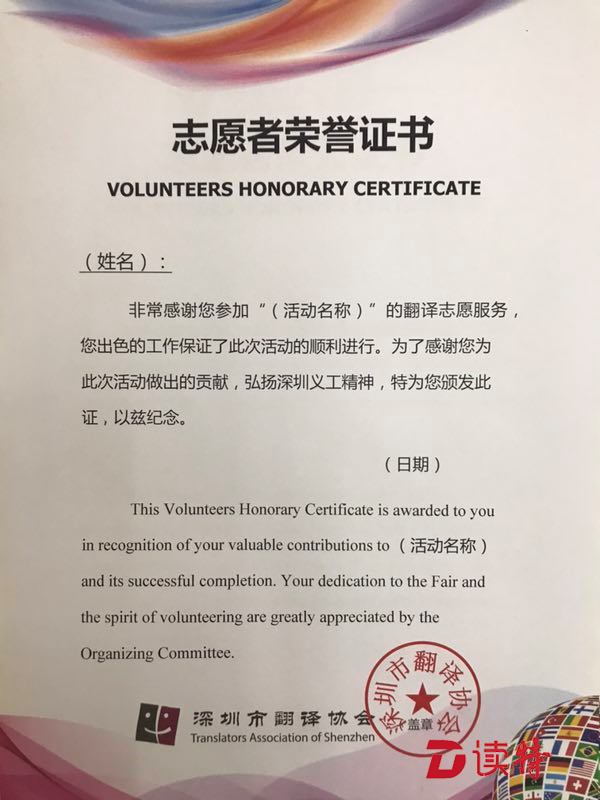 志愿者荣誉证书
VOLUNTEERS HONORARY CERTIFICATE
（姓名）：
非常感谢您参加“（活动名称）”的翻译志愿服务，
您出色的工作保证了此次活动的顺利进行。为了感谢您为
此次活动做出的贡献，弘扬深圳义工精神，特为您颁发此
证，以兹纪念。
（日期）
This Volunteers Honorary Certificate is awarded to you
in recognition of your valuable contributions to（活动名称）
and its successful completion. Your dedication to the Fair and
the spirit of volunteering are greatly appreciated by the
Organizing Committee.
深圳市翻译协会
盖章
深圳市翻译协会
Translators Association of Shenzhen
读特